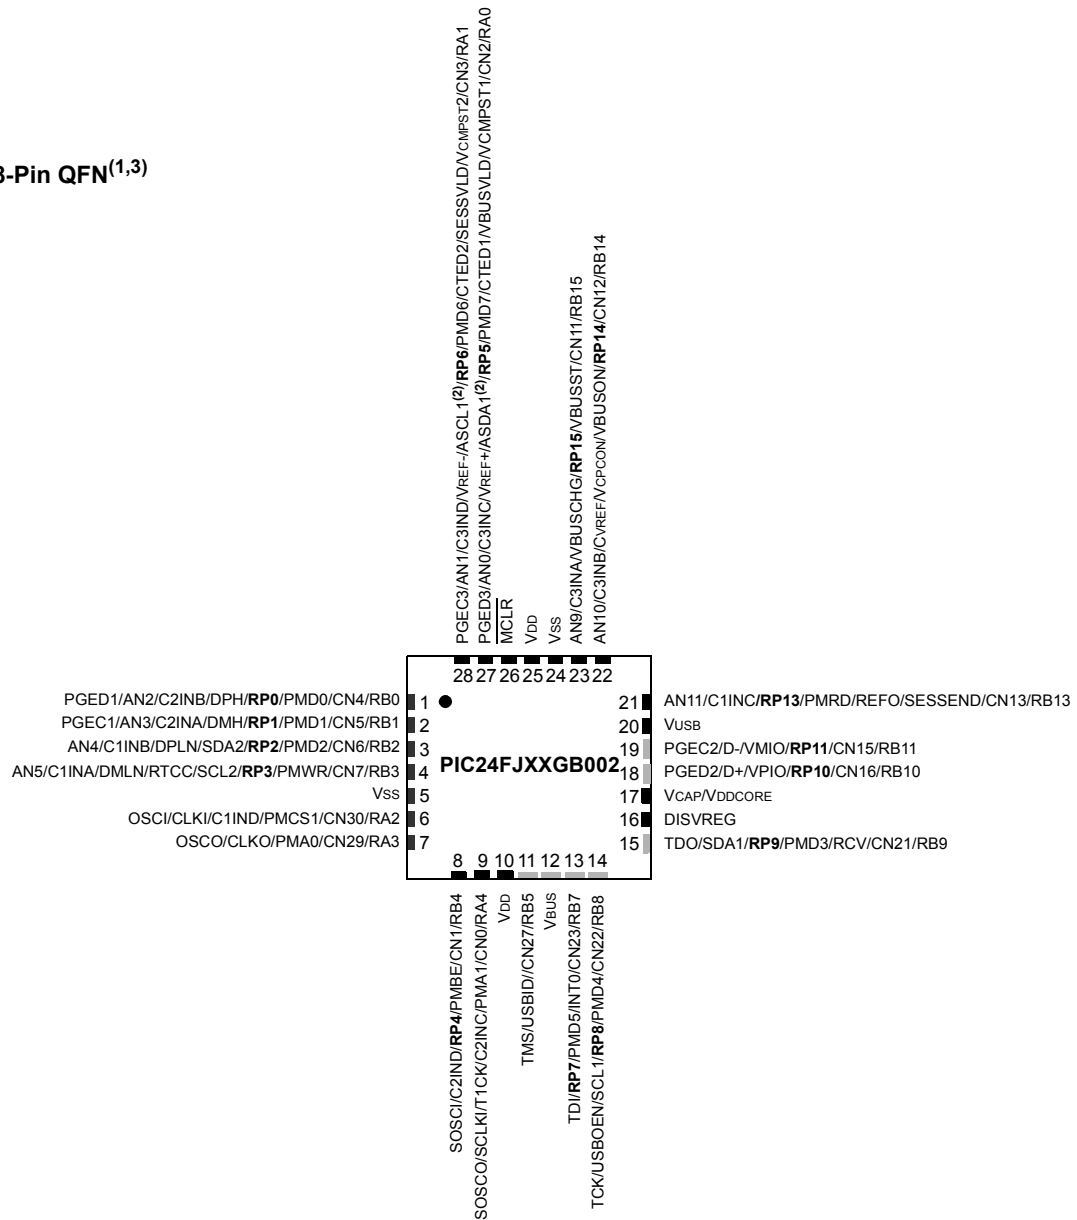 8-Pin QFN(1,3)
PGEC3/AN1/C3IND/VREF-/ASCL1(2)/RP6/PMD6/CTED2/SESSVLD/VCMPST2/CN3/RA1
PGED3/AN0/C3INC/VREF+/ASDA1(2)/RP5/PMD7/CTED1/VBUSVLD/VCMPST1/CN2/RA0
MCLR
VDD
VSS
AN9/C3INA/VBUSCHG/RP15/VBUSST/CN11/RB15
AN10/C3INB/CVREF/VCPCON/VBUSON/RP14/CN12/RB14
28 27 26 25 24 23 22
PGED1/AN2/C2INB/DPH/RP0/PMD0/CN4/RB0 1
PGEC1/AN3/C2INA/DMH/RP1/PMD1/CN5/RB1 2
AN4/C1INB/DPLN/SDA2/RP2/PMD2/CN6/RB2 3
AN5/C1INA/DMLN/RTCC/SCL2/RP3/PMWR/CN7/RB3 4
VSS 5
OSCI/CLKI/C1IND/PMCS1/CN30/RA2 6
OSCO/CLKO/PMA0/CN29/RA3 7
PIC24FJXXGB002
21 AN11/C1INC/RP13/PMRD/REFO/SESSEND/CN13/RB13
20 VUSB
19 PGEC2/D-/VMIO/RP11/CN15/RB11
18 PGED2/D+/VPIO/RP10/CN16/RB10
17 VCAP/VDDCORE
16 DISVREG
15 TDO/SDA1/RP9/PMD3/RCV/CN21/RB9
8 9 10 11 12 13 14
SOSCI/C2IND/RP4/PMBE/CN1/RB4
SOSCO/SCLKI/T1CK/C2INC/PMA1/CN0/RA4
VDD
TMS/USBID//CN27/RB5
VBUS
TDI/RP7/PMD5/INT0/CN23/RB7
TCK/USBOEN/SCL1/RP8/PMD4/CN22/RB8